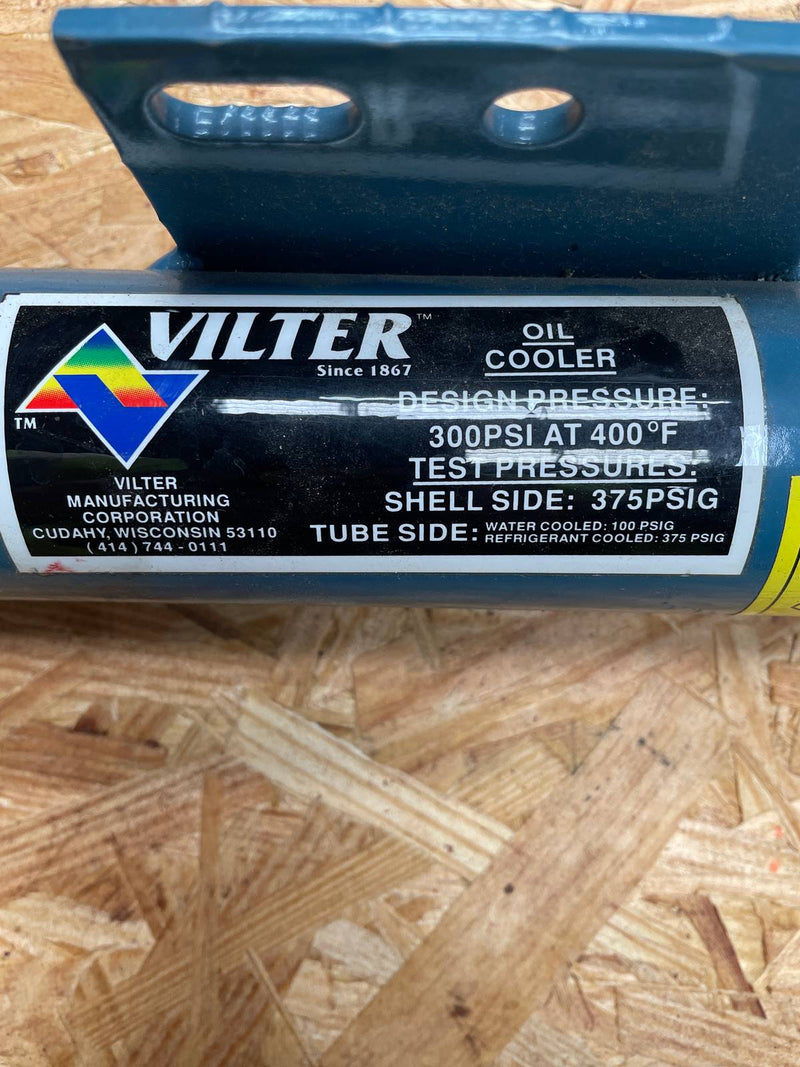 VILTER™
Since 1867
TM
VILTER
MANUFACTURING
CORPORATION
CUDAHY, WISCONSIN 53110
( 414 ) 744 - 0111
OIL
COOLER
DESIGN PRESSURE:
300PSI AT 400°F
TEST PRESSURES:
SHELL SIDE: 375PSIG
TUBE SIDE: WATER COOLED: 100 PSIG
REFRIGERANT COOLED: 375 PSIG